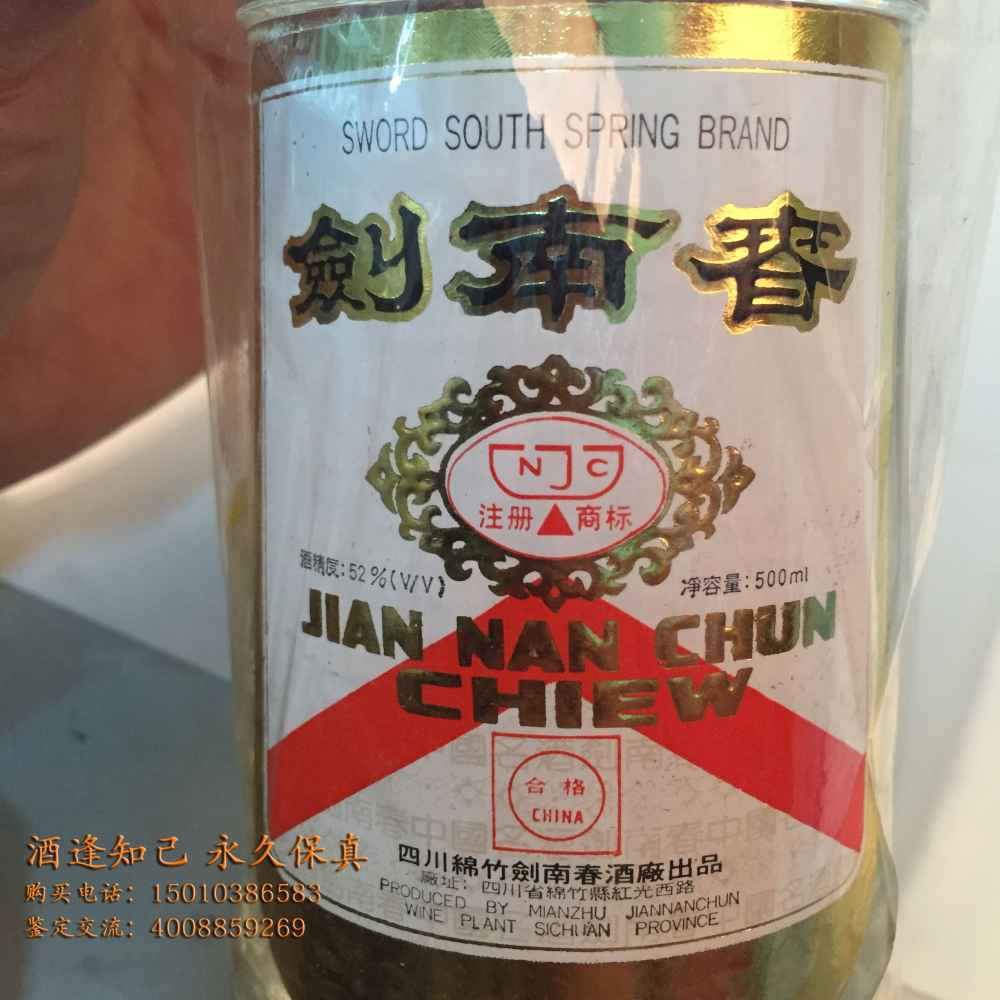 SWORD SOUTH SPRING BRAND
劍南春
NJC
注册▲商标
酒精度:52%(V/V)
凈容量:500ml
JIAN NAN CHUN
CHIEW
合格
CHINA
四川綿竹劍南春酒廠出品
廠址:四川省綿竹縣紅光西路
PRODUCED BY MIANZHU JIANNANCHUN
WINE PLANT SICHUAN PROVINCE
酒逢知己 永久保真
购买电话:15010386583
鉴定交流:4008859269